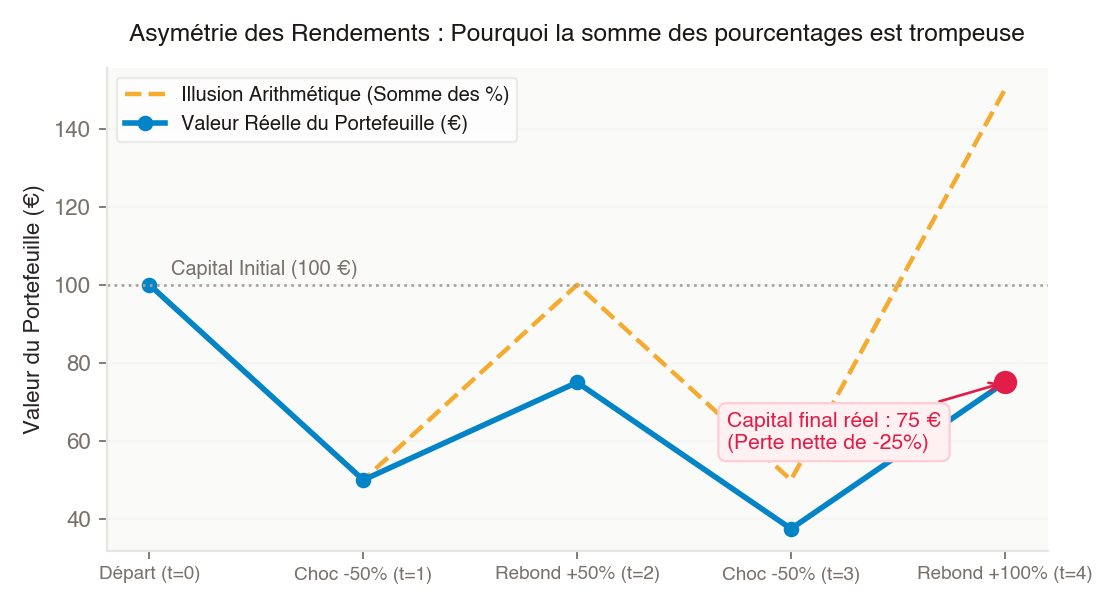 Asymétrie des Rendements : Pourquoi la somme des pourcentages est trompeuse
Illusion Arithmétique (Somme des %)
Valeur Réelle du Portefeuille (€)
Valeur du Portefeuille (€)
140
120
100
80
60
40
Capital Initial (100 €)
Capital final réel : 75 €
(Perte nette de -25%)
Départ (t=0)
Choc -50% (t=1)
Rebond +50% (t=2)
Choc -50% (t=3)
Rebond +100% (t=4)